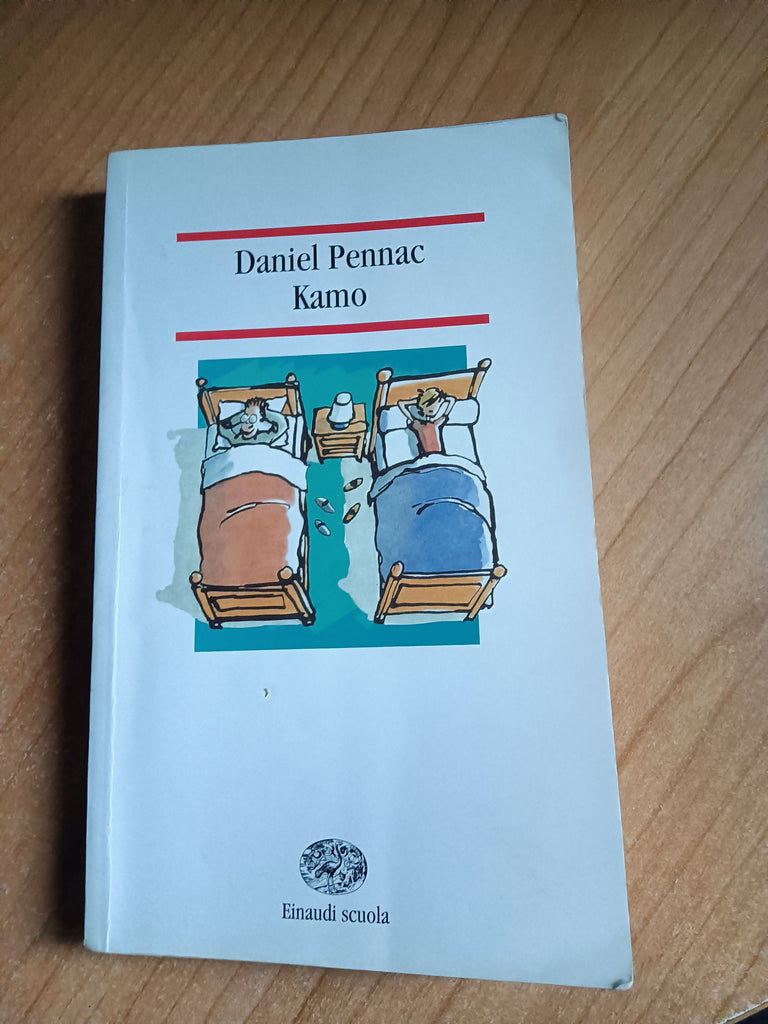 Daniel Pennac
Kamo
Einaudi scuola